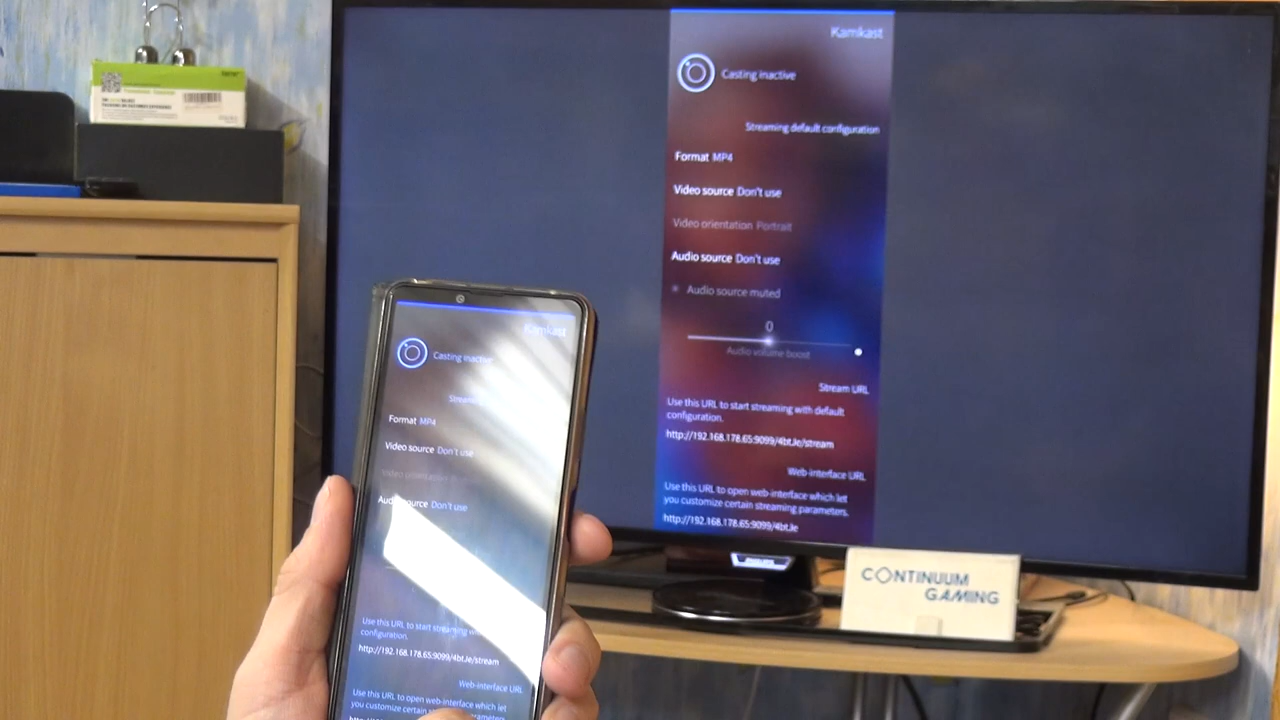 Kamkast
Casting inactive
Streaming default configuration
Format MP4
Video source Don't use
Video orientation Portrait
Audio source Don't use
Audio source muted
0
Audio volume boost
Stream URL
Use this URL to start streaming with default
configuration.
http://192.168.178.65:9099/4bt.le/stream
Web-interface URL
Use this URL to open web-interface which let
you customize certain streaming parameters.
http://192.168.178.65:9099/4bt.le
PHILIPS
CONTINUUM
GAMING
Kamkast
Casting inactive
Format MP4
Video source Don't use
Audio source Don't use
Use this URL to start streaming
configuration.
http://192.168.178.65:9099/4bt.le/stream
Web-interface URL
Use this URL to open web-interface which let
you customize certain streaming parameters.